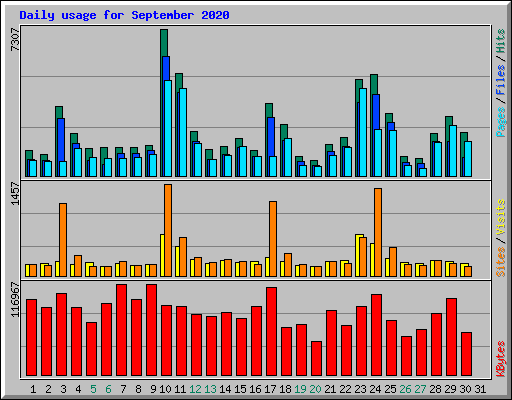 Daily usage for September 2020
7307
Pages / Files / Hits
1457
Sites / Visits
116967
KBytes
1 2 3 4 5 6 7 8 9 10 11 12 13 14 15 16 17 18 19 20 21 22 23 24 25 26 27 28 29 30 31